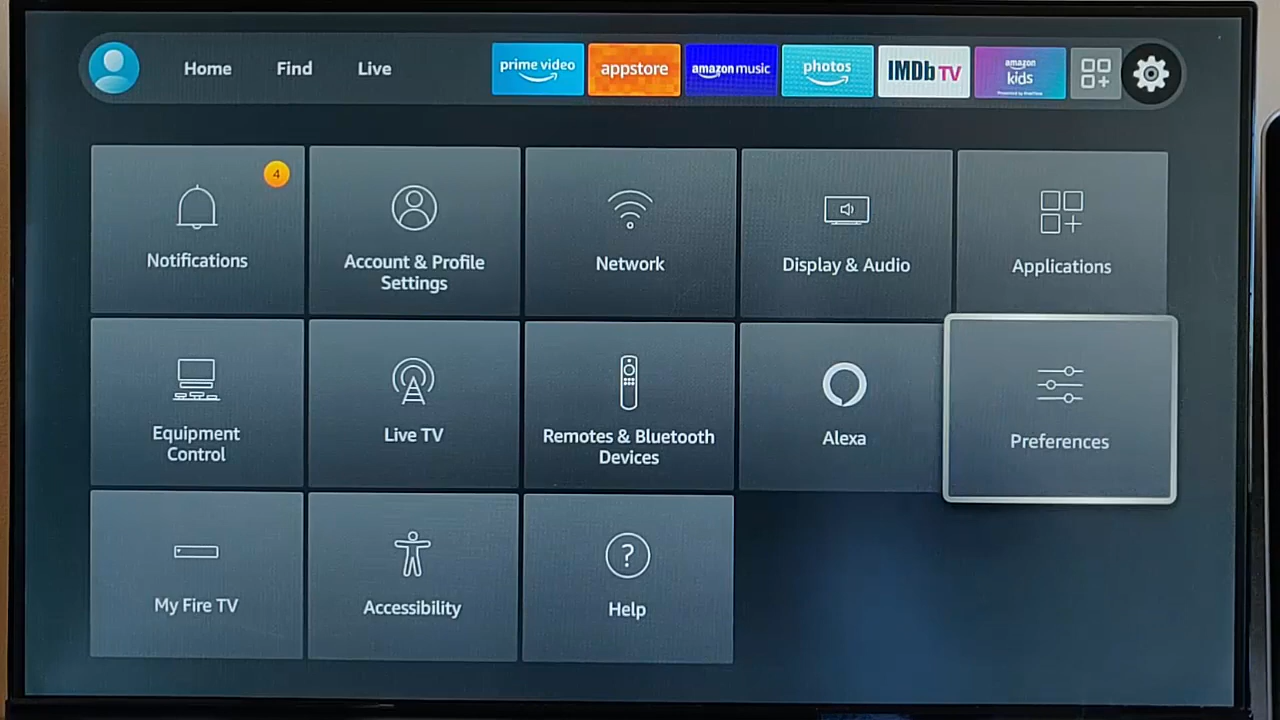 Home
Find
Live
prime video
appstore
amazon music
photos
IMDb TV
amazon
kids
4
Notifications
Account & Profile
Settings
Network
Display & Audio
Applications
Equipment
Control
Live TV
Remotes & Bluetooth
Devices
Alexa
Preferences
My Fire TV
Accessibility
?
Help